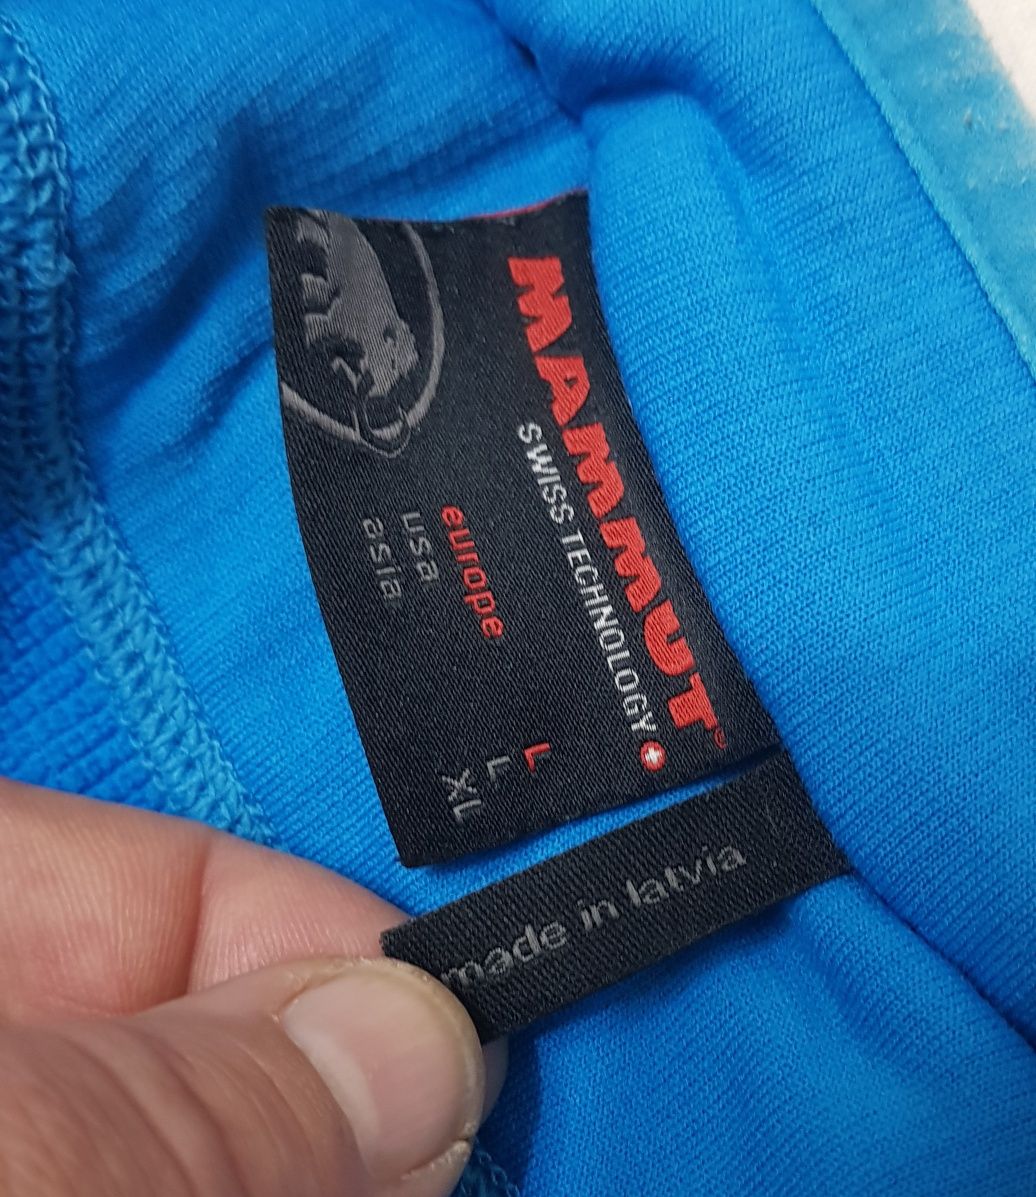 MAMMUT®
SWISS TECHNOLOGY
europe L
usa L
asia XL
made in latvia